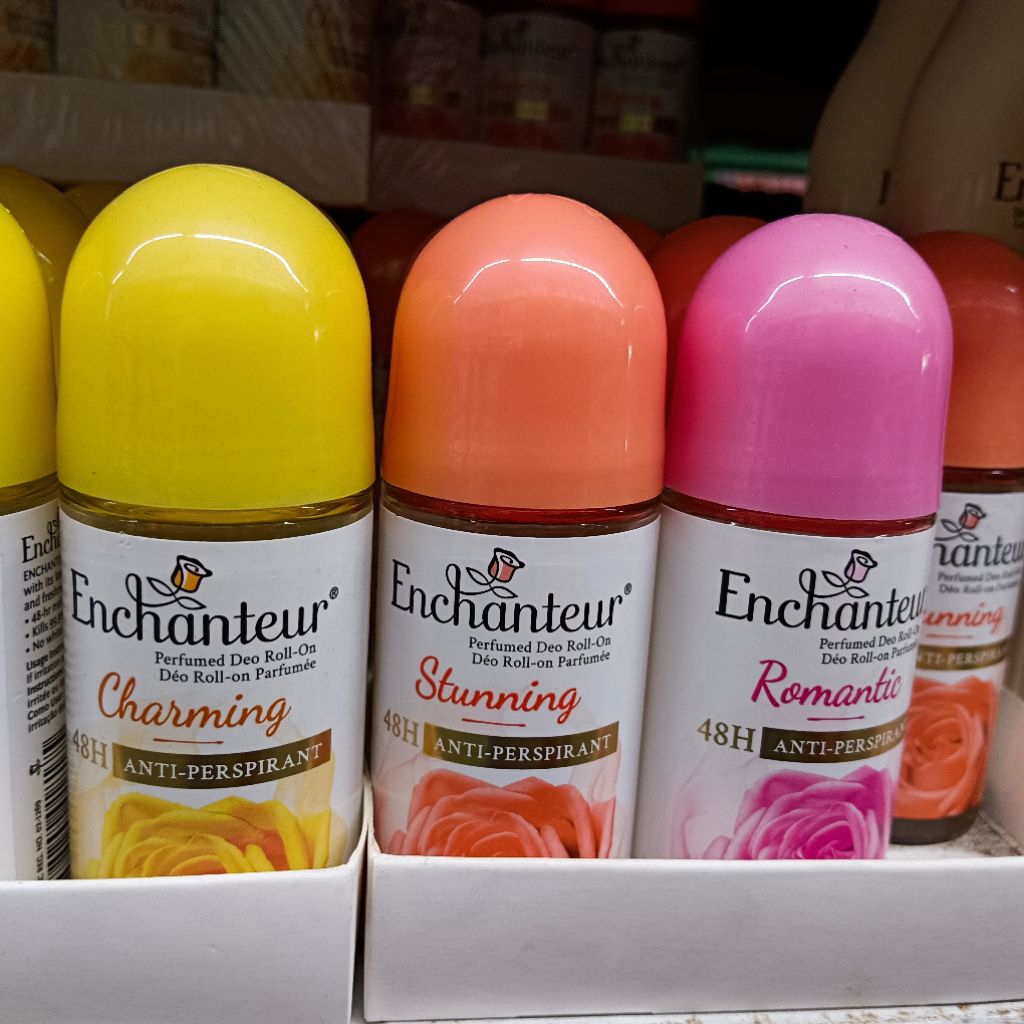 Enchanteur®
Perfumed Deo Roll-On
Déo Roll-on Parfumée
Charming
48H ANTI-PERSPIRANT
Enchanteur®
Perfumed Deo Roll-On
Déo Roll-on Parfumée
Stunning
48H ANTI-PERSPIRANT
Enchanteur
Perfumed Deo Roll-On
Déo Roll-on Parfumée
Romantic
48H ANTI-PERSPIRANT